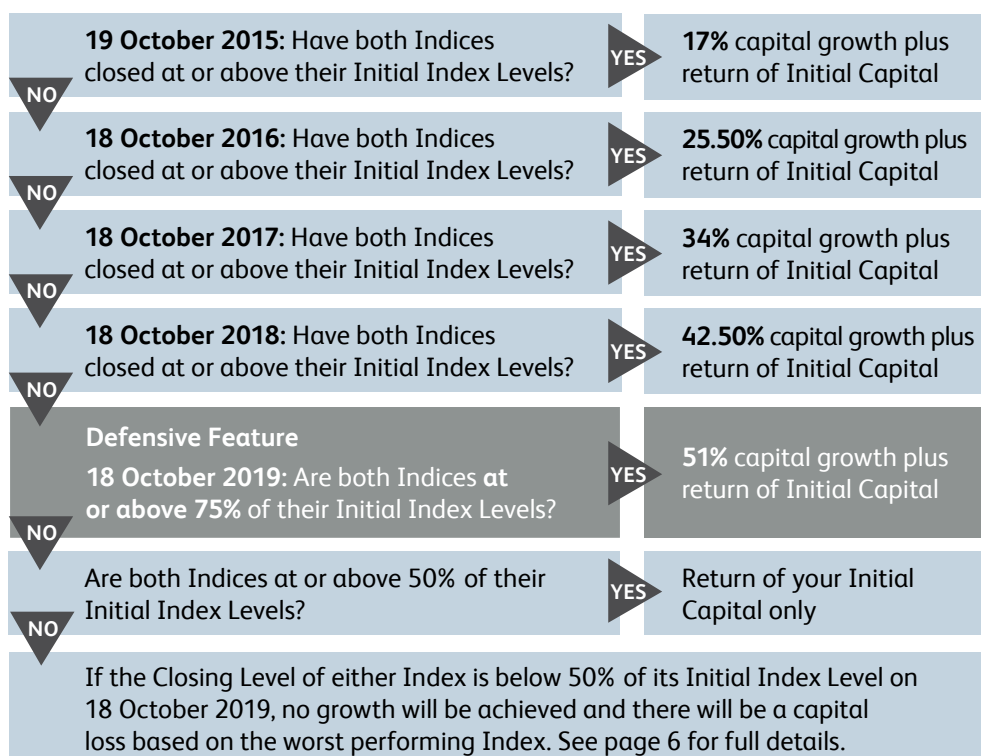 19 October 2015: Have both Indices
closed at or above their Initial Index Levels?
YES
17% capital growth plus
return of Initial Capital
NO
18 October 2016: Have both Indices
closed at or above their Initial Index Levels?
YES
25.50% capital growth plus
return of Initial Capital
NO
18 October 2017: Have both Indices
closed at or above their Initial Index Levels?
YES
34% capital growth plus
return of Initial Capital
NO
18 October 2018: Have both Indices
closed at or above their Initial Index Levels?
YES
42.50% capital growth plus
return of Initial Capital
NO
Defensive Feature
18 October 2019: Are both Indices at
or above 75% of their Initial Index Levels?
YES
51% capital growth plus
return of Initial Capital
NO
Are both Indices at or above 50% of their
Initial Index Levels?
YES
Return of your Initial
Capital only
NO
If the Closing Level of either Index is below 50% of its Initial Index Level on
18 October 2019, no growth will be achieved and there will be a capital
loss based on the worst performing Index. See page 6 for full details.